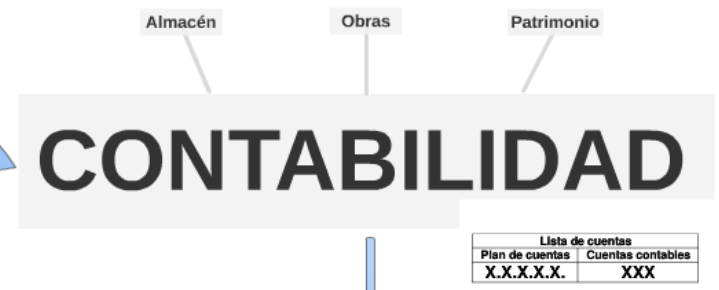 Almacén Obras Patrimonio
CONTABILIDAD
Lista de cuentas
Plan de cuentas Cuentas contables
X.X.X.X.X. XXX